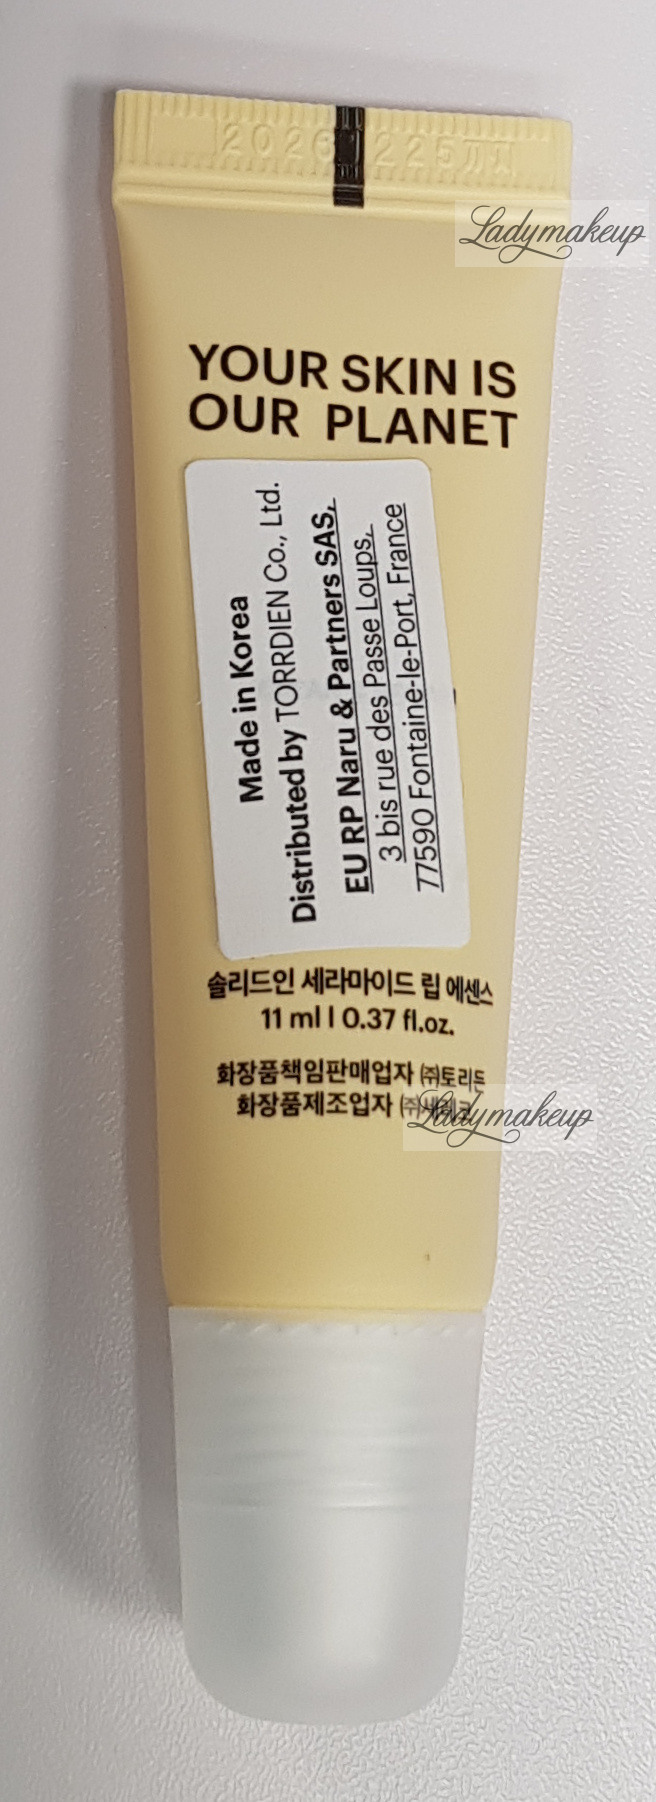 Ladymakeup
YOUR SKIN IS
OUR PLANET
Made in Korea
Distributed by TORRDIEN Co., Ltd.
EU RP Naru & Partners SAS,
3 bis rue des Passe Loups,
77590 Fontaine-le-Port, France
솔리드인 세라마이드 립 에센스
11 ml l 0.37 fl.oz.
화장품책임판매업자 ㈜토리든
화장품제조업자
Ladymakeup